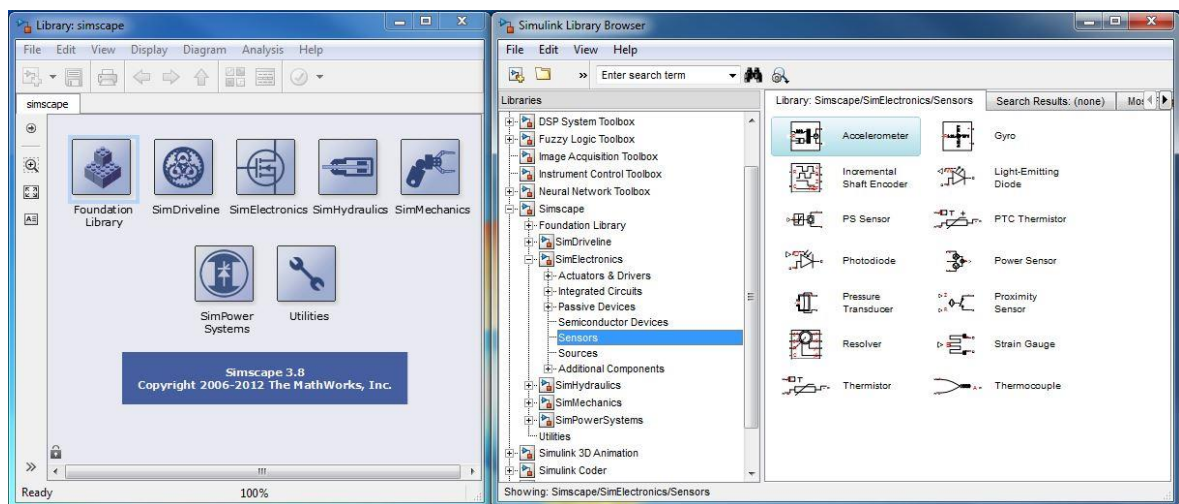 Library: simscape
File Edit View Display Diagram Analysis Help
simscape
Foundation
Library
SimDriveline
SimElectronics
SimHydraulics
SimMechanics
SimPower
Systems
Utilities
Simscape 3.8
Copyright 2006-2012 The MathWorks, Inc.
Ready 100%
Simulink Library Browser
File Edit View Help
» Enter search term
Libraries
DSP System Toolbox
Fuzzy Logic Toolbox
Image Acquisition Toolbox
Instrument Control Toolbox
Neural Network Toolbox
Simscape
Foundation Library
SimDriveline
SimElectronics
Actuators & Drivers
Integrated Circuits
Passive Devices
Semiconductor Devices
Sensors
Sources
Additional Components
SimHydraulics
SimMechanics
SimPowerSystems
Utilities
Simulink 3D Animation
Simulink Coder
Library: Simscape/SimElectronics/Sensors Search Results: (none)
Accelerometer
Gyro
Incremental
Shaft Encoder
Light-Emitting
Diode
PS Sensor
PTC Thermistor
Photodiode
Power Sensor
Pressure
Transducer
Proximity
Sensor
Resolver
Strain Gauge
Thermistor
Thermocouple
Showing: Simscape/SimElectronics/Sensors